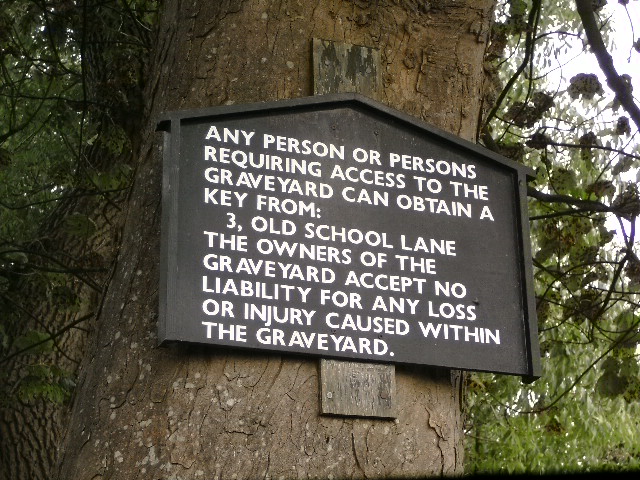 ANY PERSON OR PERSONS
REQUIRING ACCESS TO THE
GRAVEYARD CAN OBTAIN A
KEY FROM:
3, OLD SCHOOL LANE
THE OWNERS OF THE
GRAVEYARD ACCEPT NO
LIABILITY FOR ANY LOSS
OR INJURY CAUSED WITHIN
THE GRAVEYARD.